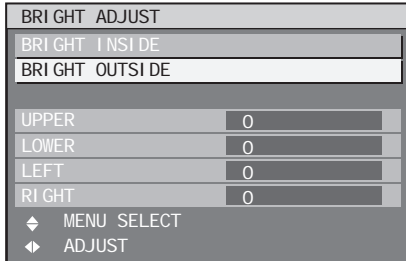 BRIGHT ADJUST
BRIGHT INSIDE
BRIGHT OUTSIDE
UPPER 0
LOWER 0
LEFT 0
RIGHT 0
MENU SELECT
ADJUST